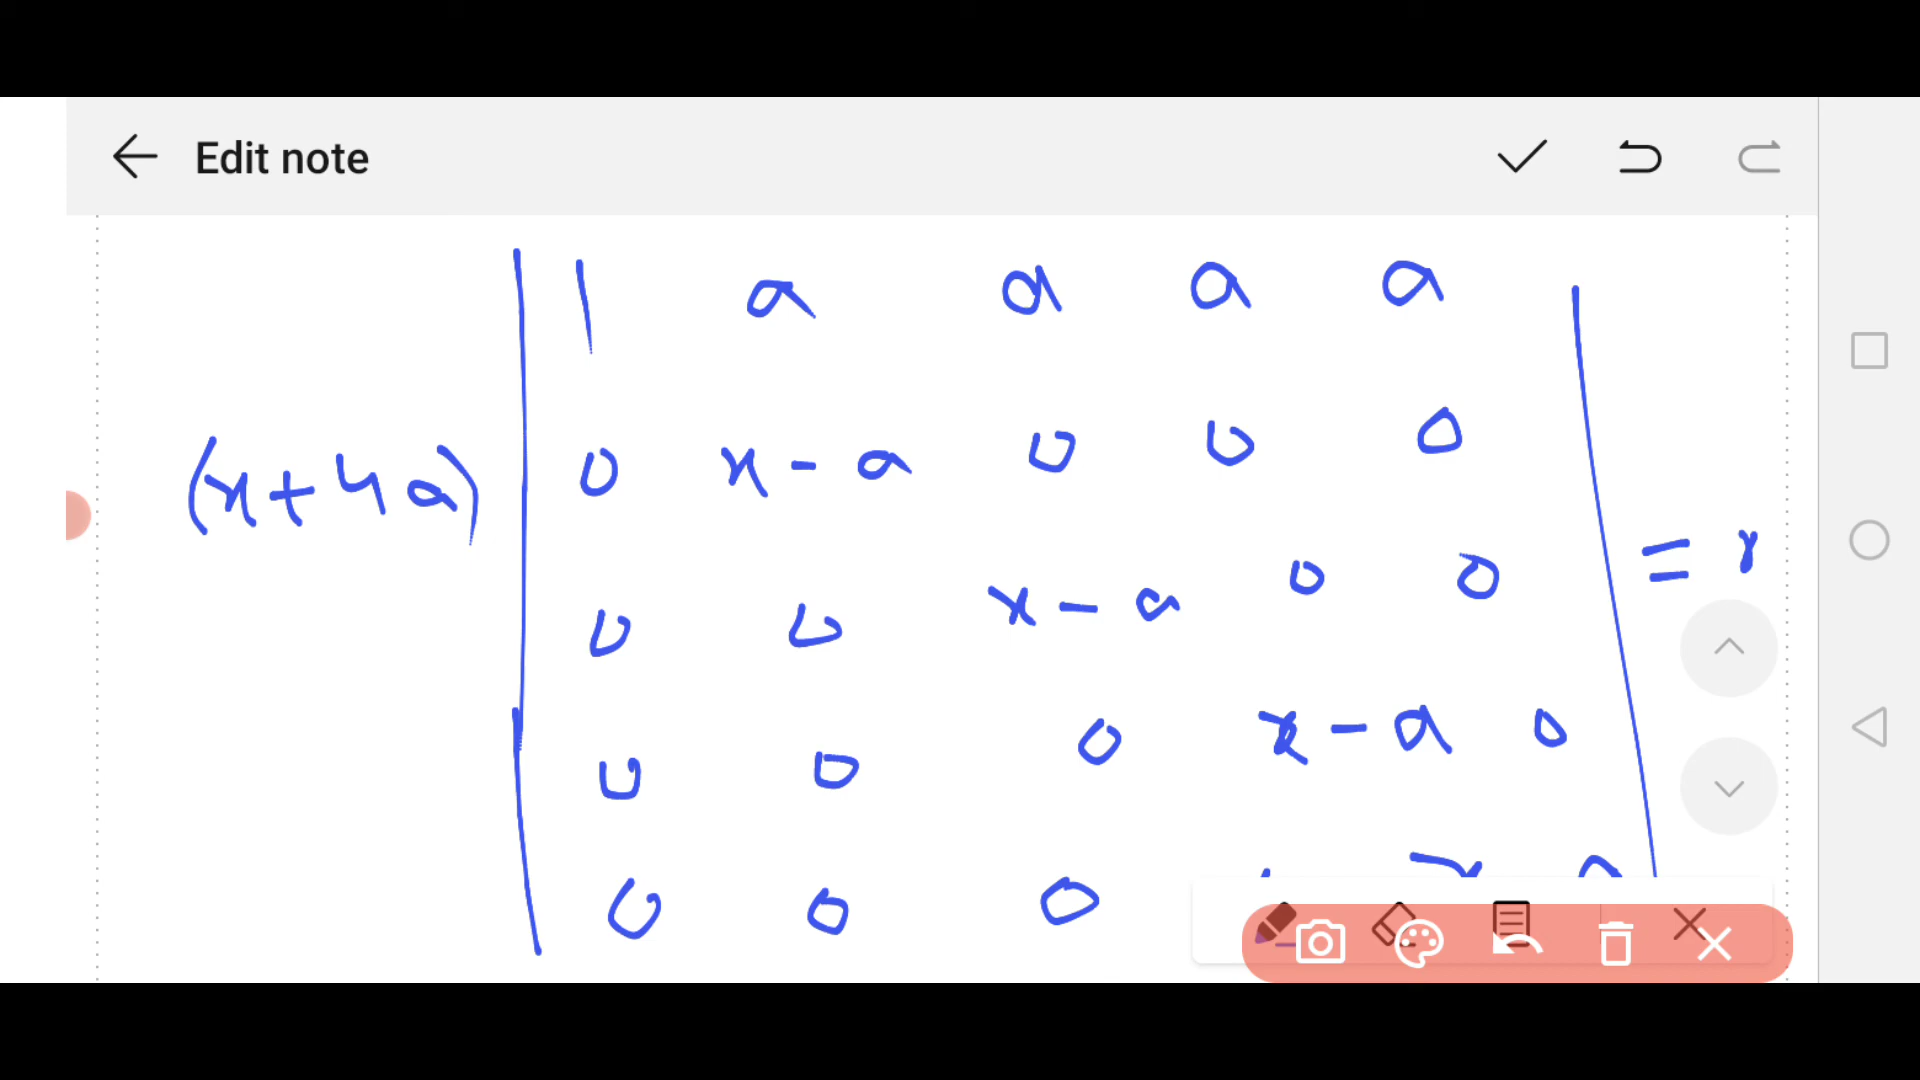 Edit note
1 a a a a
(x+4a) 0 x-a 0 0 0
= r
0 0 x-a 0 0
0 0 0 x-a 0
0 0 0